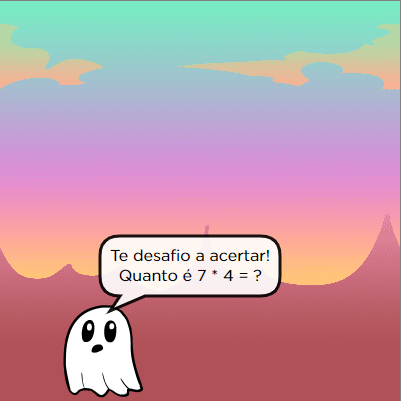 Te desafio a acertar!
Quanto é 7 * 4 = ?